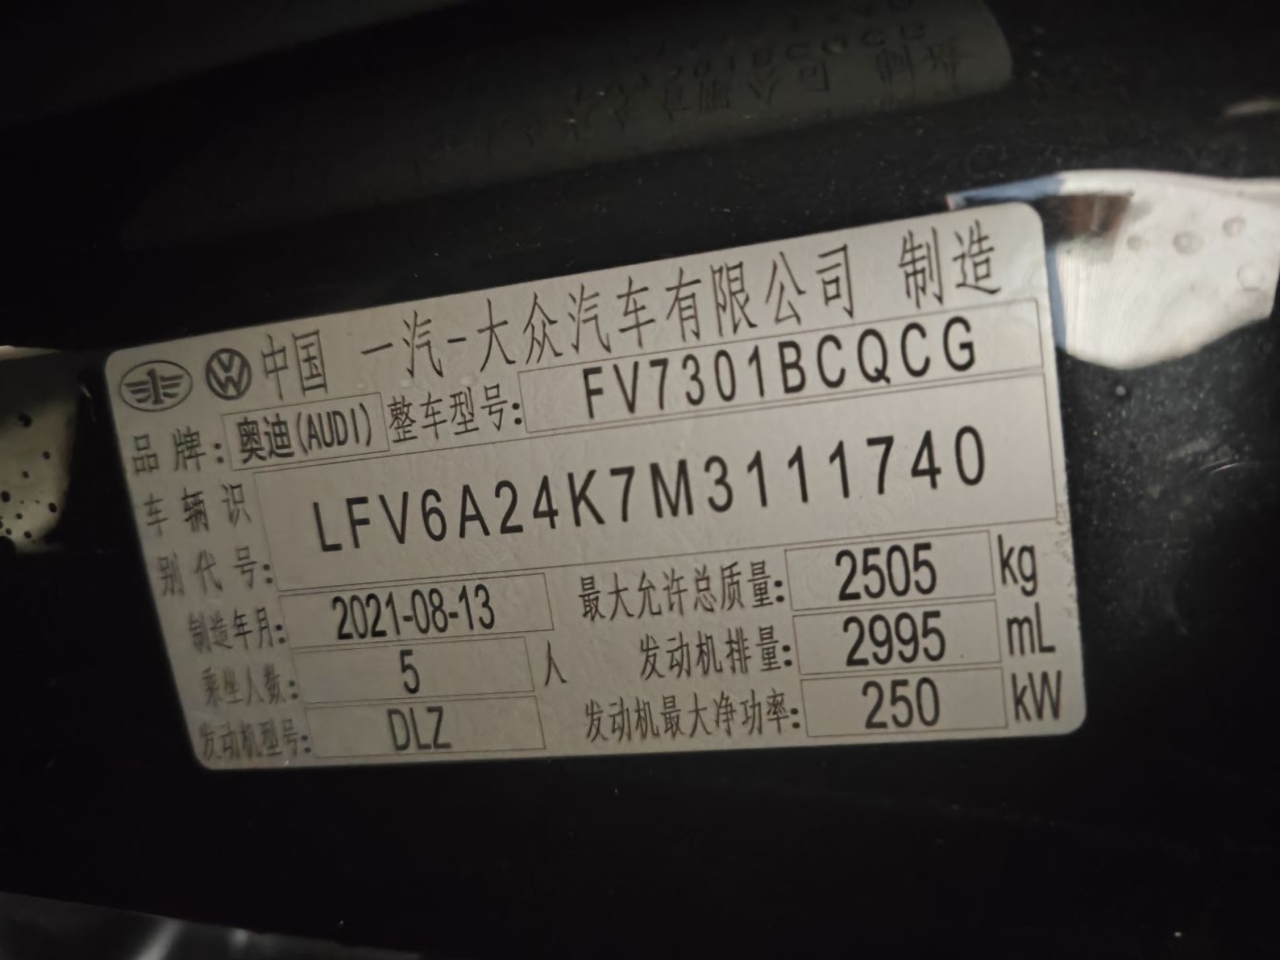 中国 一汽-大众汽车有限公司 制造
品牌: 奥迪(AUDI) 整车型号: FV7301BCQCG
车辆识别代号: LFV6A24K7M3111740
制造年月: 2021-08-13 最大允许总质量: 2505 kg
乘坐人数: 5 人 发动机排量: 2995 mL
发动机型号: DLZ 发动机最大净功率: 250 kW